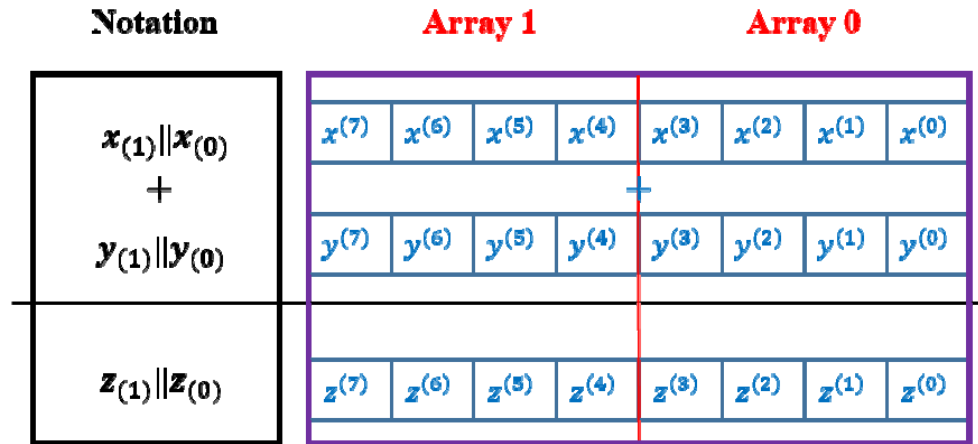 Notation Array 1 Array 0
x₍₁₎||x₍₀₎ x⁽⁷⁾ x⁽⁶⁾ x⁽⁵⁾ x⁽⁴⁾ x⁽³⁾ x⁽²⁾ x⁽¹⁾ x⁽⁰⁾
+ +
y₍₁₎||y₍₀₎ y⁽⁷⁾ y⁽⁶⁾ y⁽⁵⁾ y⁽⁴⁾ y⁽³⁾ y⁽²⁾ y⁽¹⁾ y⁽⁰⁾
z₍₁₎||z₍₀₎ z⁽⁷⁾ z⁽⁶⁾ z⁽⁵⁾ z⁽⁴⁾ z⁽³⁾ z⁽²⁾ z⁽¹⁾ z⁽⁰⁾